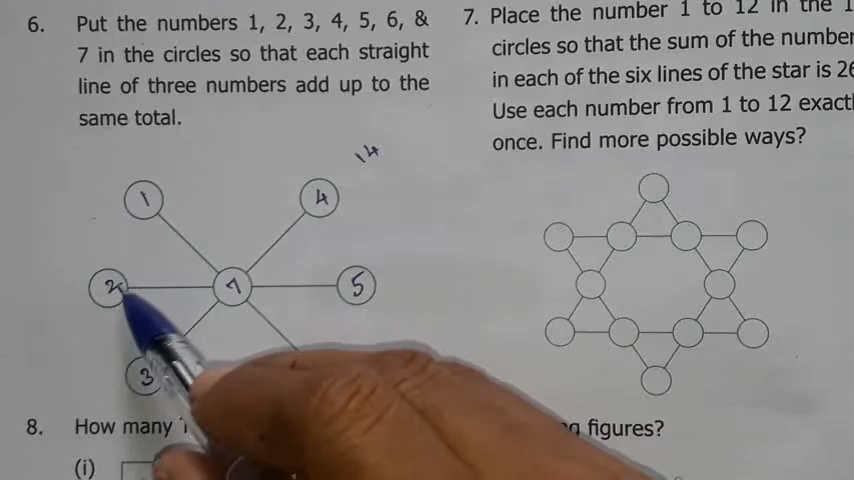 6. Put the numbers 1, 2, 3, 4, 5, 6, &
7 in the circles so that each straight
line of three numbers add up to the
same total.
14
1
4
2
7
5
3
7. Place the number 1 to 12 in the 1
circles so that the sum of the number
in each of the six lines of the star is 26
Use each number from 1 to 12 exactl
once. Find more possible ways?
8. How many
figures?
(i)